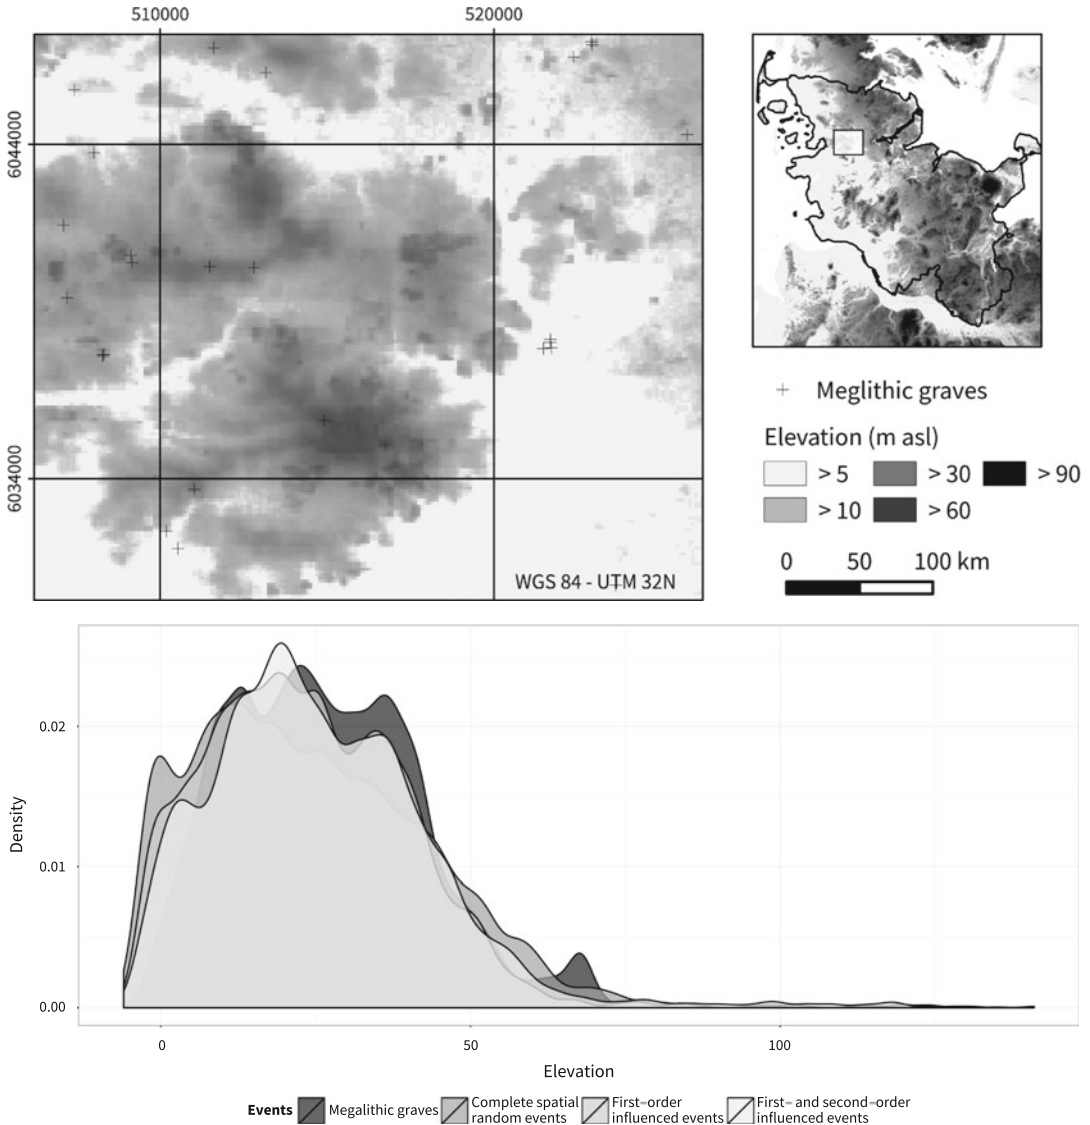 510000 520000
6044000
6034000
WGS 84 - UTM 32N
Meglithic graves
Elevation (m asl)
> 5 > 30 > 90
> 10 > 60
0 50 100 km
0.02
0.01
0.00
Density
0 50 100
Elevation
Events Megalithic graves Complete spatial First-order First- and second-order
random events influenced events influenced events